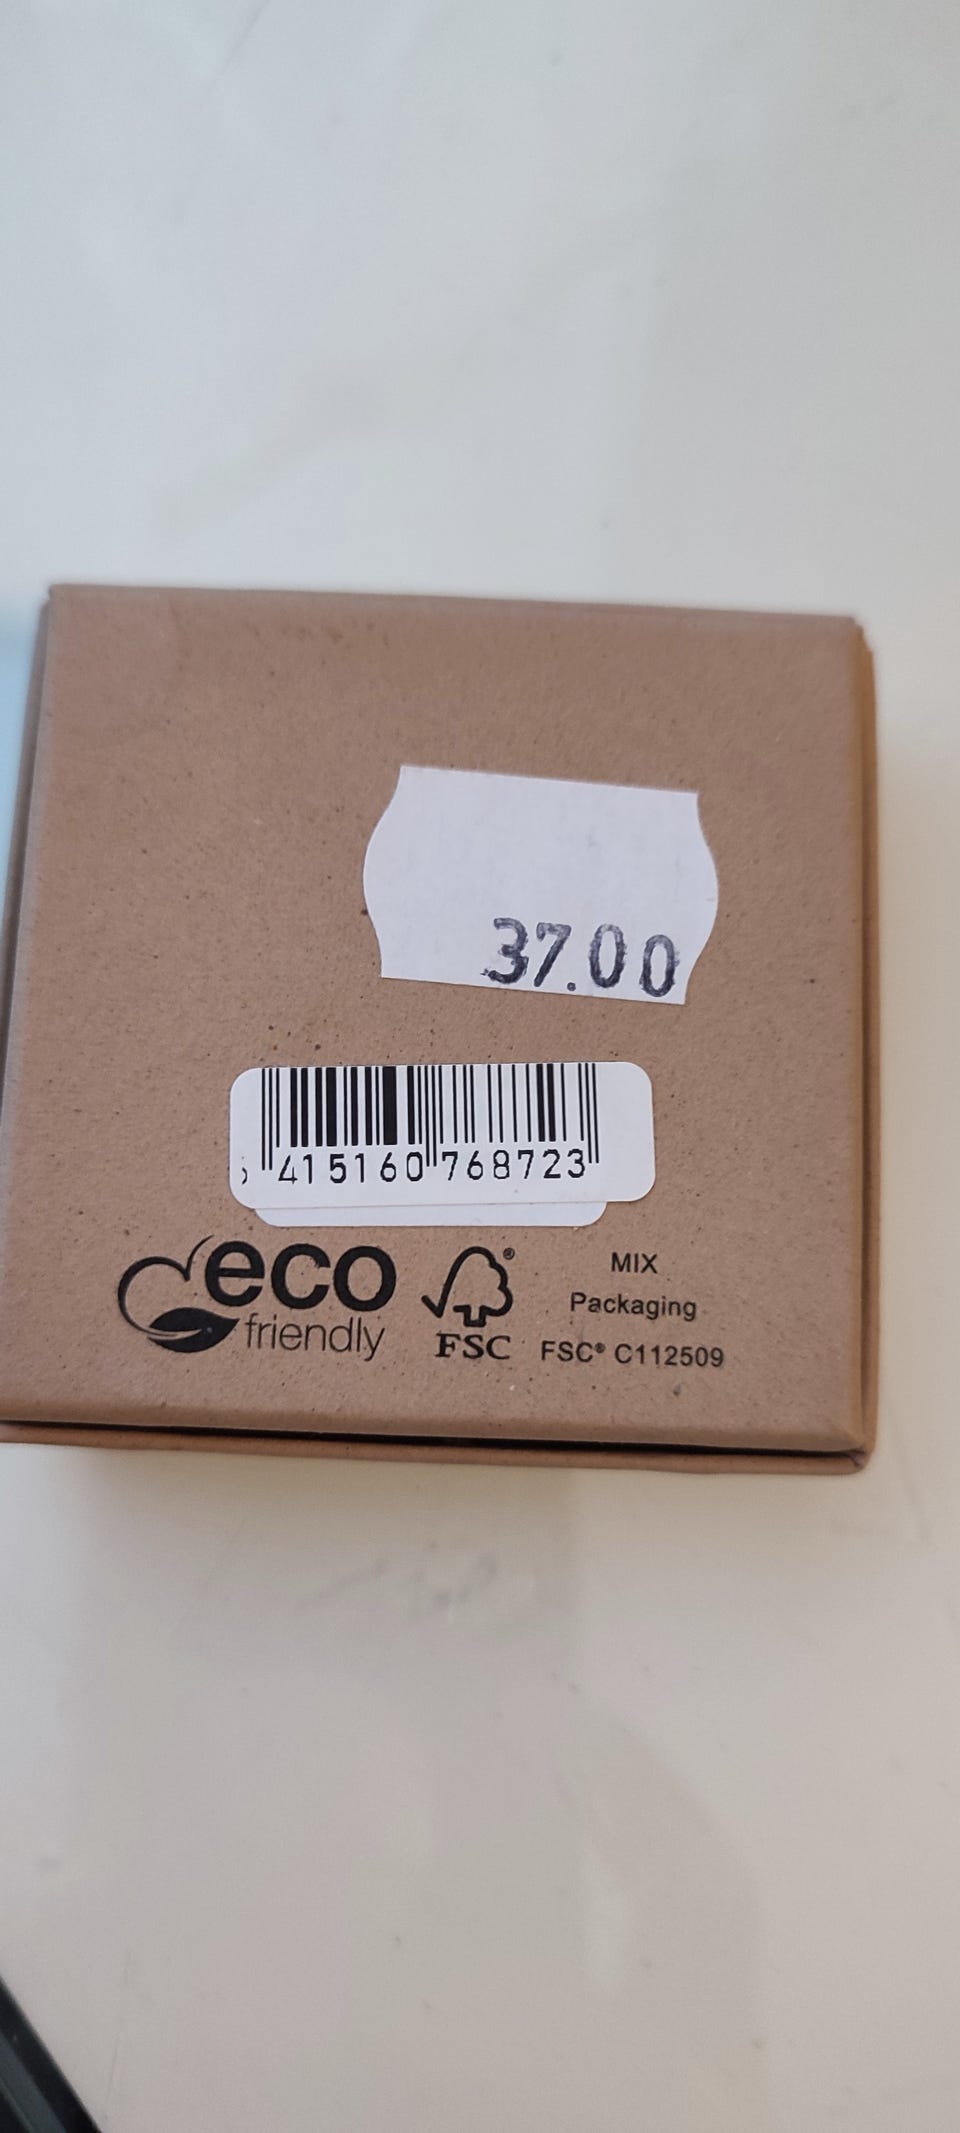 37.00
415160 768723
eco
friendly
FSC®
MIX
Packaging
FSC® C112509